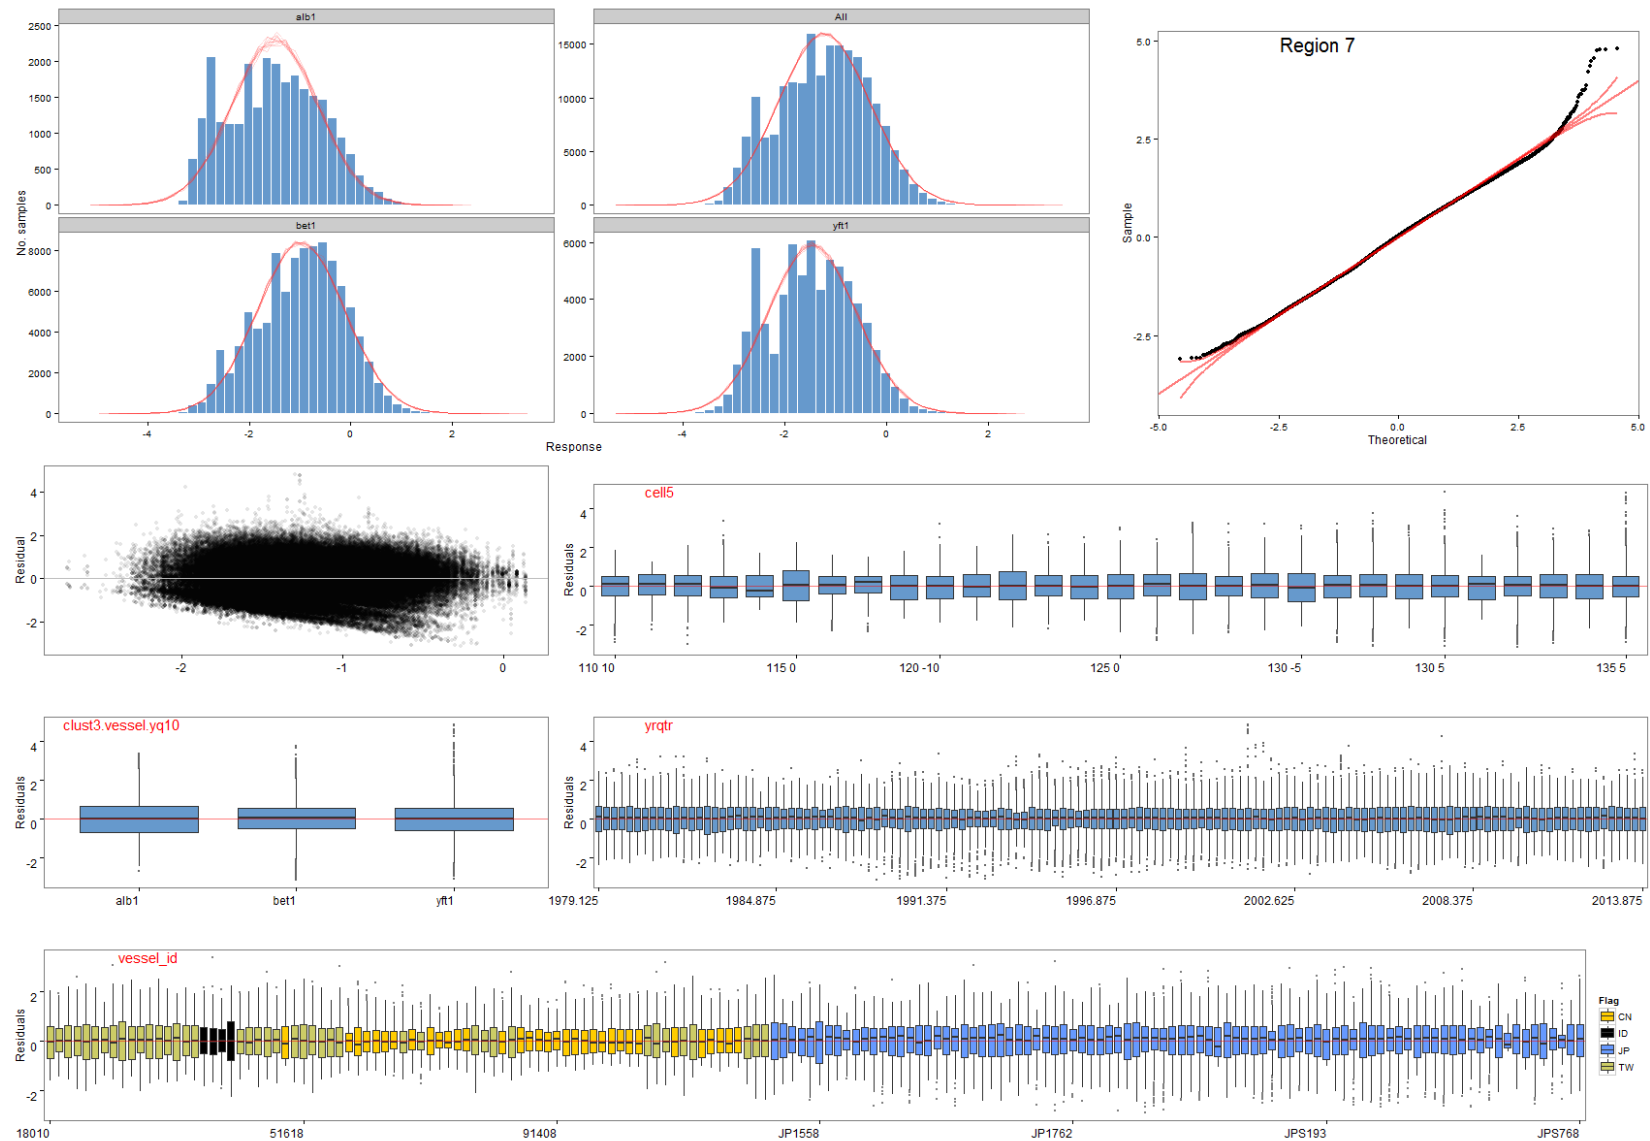 alb1
All
2500
2000
1500
1000
500
0
15000
10000
5000
0
bet1
yft1
8000
6000
4000
2000
0
6000
4000
2000
0
-4
-2
0
2
-4
-2
0
2
No. samples
Response
Region 7
5.0
2.5
0.0
-2.5
-5.0
-2.5
0.0
2.5
5.0
Sample
Theoretical
4
2
0
-2
Residual
-2
-1
0
cell5
4
2
0
-2
Residuals
110 10
115 0
120 -10
125 0
130 -5
130 5
135 5
clust3.vessel.yq10
4
2
0
-2
Residuals
alb1
bet1
yft1
yrqtr
4
2
0
-2
Residuals
1979.125
1984.875
1991.375
1996.875
2002.625
2008.375
2013.875
vessel_id
2
0
-2
Residuals
18010
51618
91408
JP1558
JP1762
JPS193
JPS768
Flag
CN
ID
JP
TW